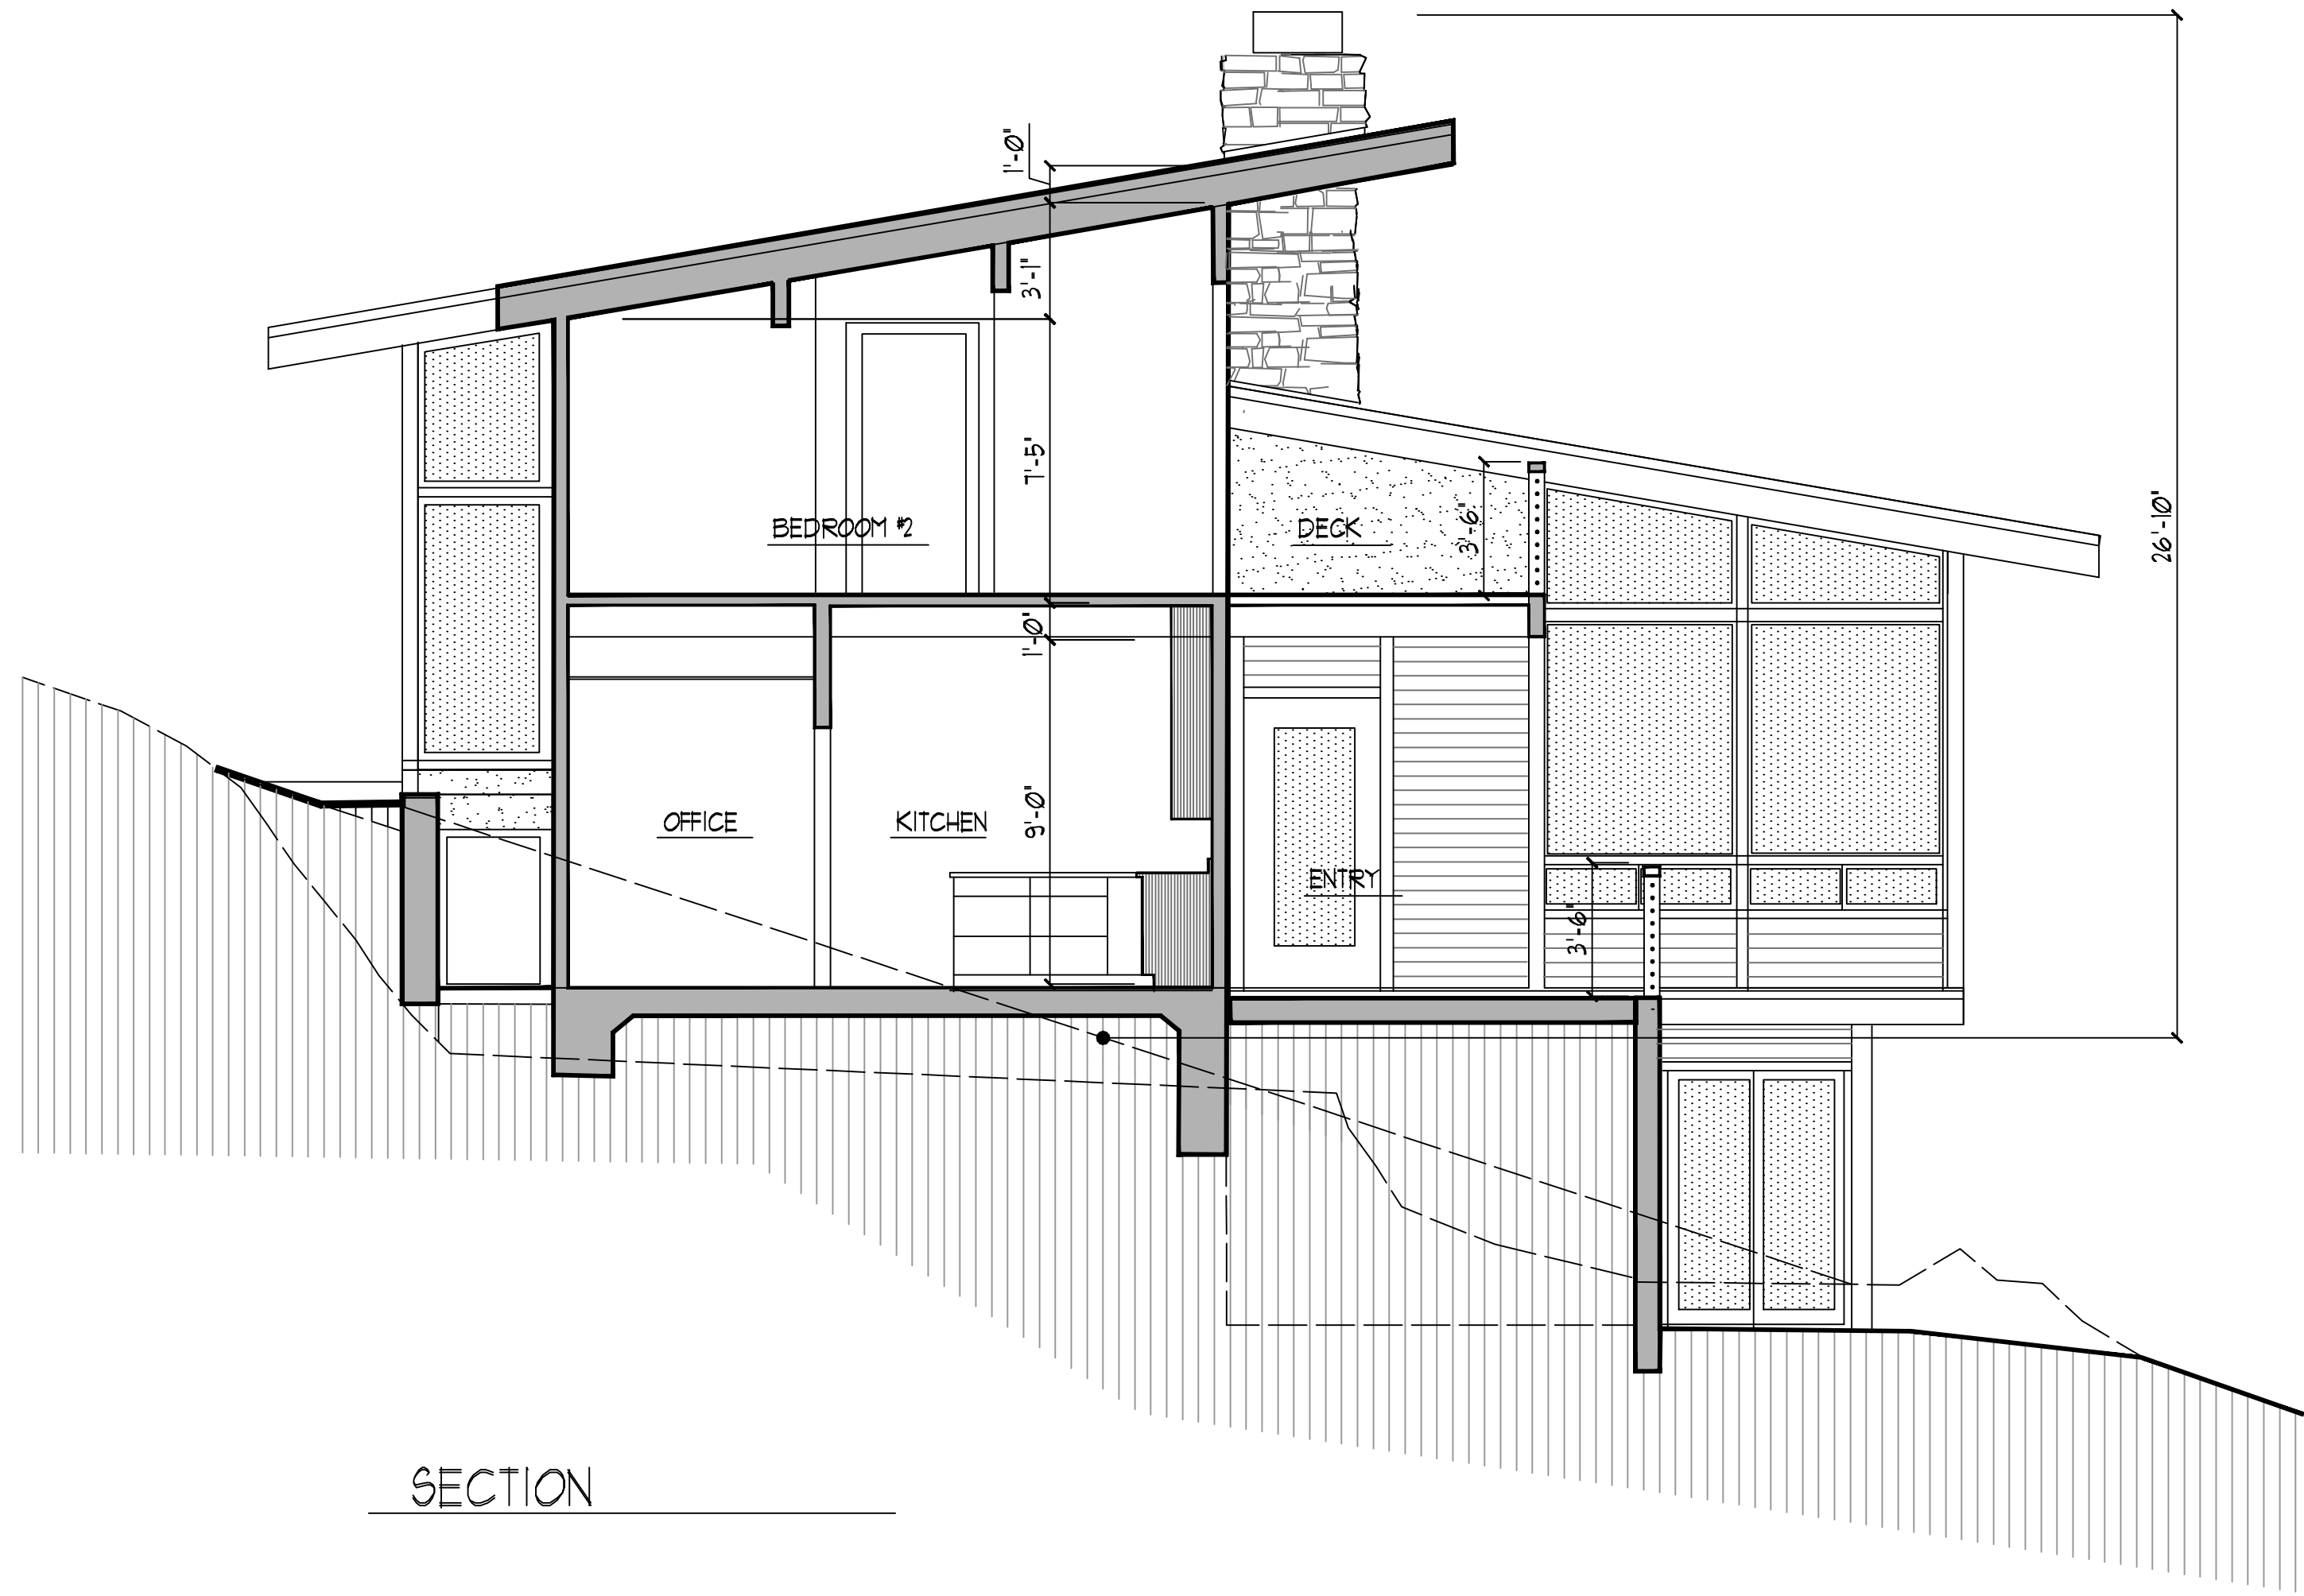 1'-0"
3'-1"
7'-5"
BEDROOM #2
DECK
3'-6"
26'-10"
1'-0"
OFFICE
KITCHEN
9'-0"
ENTRY
3'-6"
SECTION